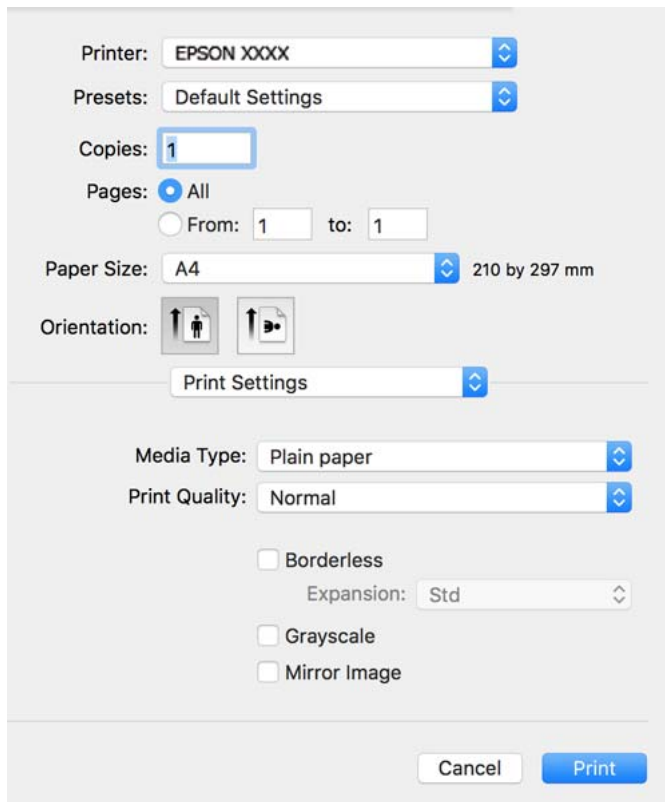 Printer: EPSON XXXX
Presets: Default Settings
Copies: 1
Pages: All
From: 1 to: 1
Paper Size: A4 210 by 297 mm
Orientation:
Print Settings
Media Type: Plain paper
Print Quality: Normal
Borderless
Expansion: Std
Grayscale
Mirror Image
Cancel Print